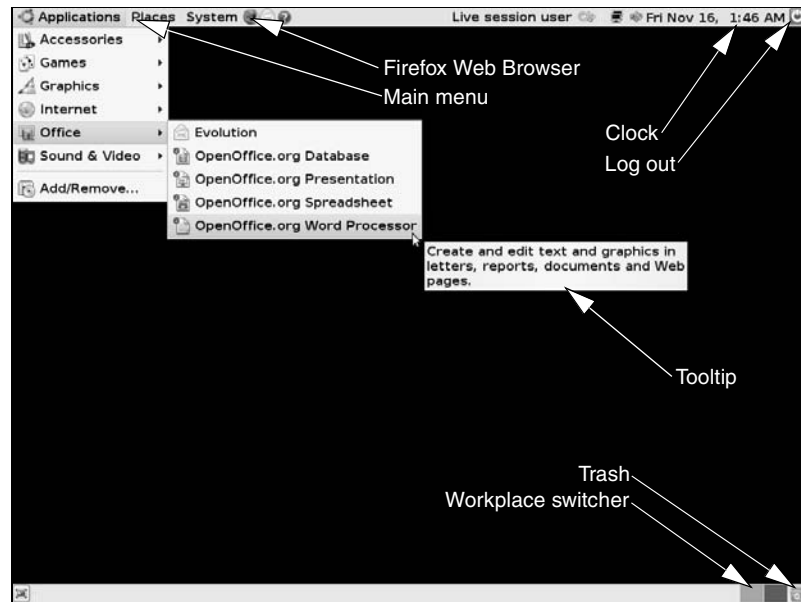 Applications Places System
Live session user
Fri Nov 16, 1:46 AM
Accessories
Games
Graphics
Internet
Office
Sound & Video
Add/Remove...
Evolution
OpenOffice.org Database
OpenOffice.org Presentation
OpenOffice.org Spreadsheet
OpenOffice.org Word Processor
Create and edit text and graphics in
letters, reports, documents and Web
pages.
Firefox Web Browser
Main menu
Clock
Log out
Tooltip
Trash
Workplace switcher